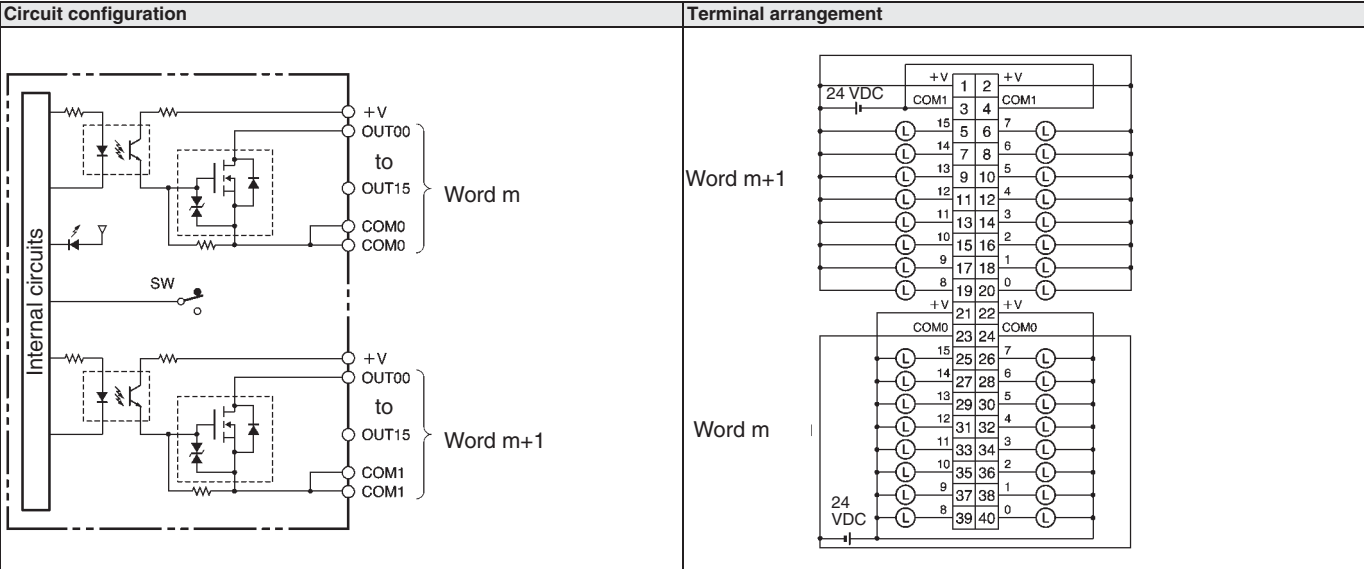 Circuit configuration
Terminal arrangement
Internal circuits
+V
OUT00
to
OUT15
COM0
COM0
Word m
SW
+V
OUT00
to
OUT15
COM1
COM1
Word m+1
24 VDC
+V 1 2 +V
COM1 3 4 COM1
L 15 5 6 7 L
L 14 7 8 6 L
L 13 9 10 5 L
Word m+1
L 12 11 12 4 L
L 11 13 14 3 L
L 10 15 16 2 L
L 9 17 18 1 L
L 8 19 20 0 L
+V 21 22 +V
COM0 23 24 COM0
L 15 25 26 7 L
L 14 27 28 6 L
L 13 29 30 5 L
Word m
L 12 31 32 4 L
L 11 33 34 3 L
L 10 35 36 2 L
L 9 37 38 1 L
L 8 39 40 0 L
24
VDC